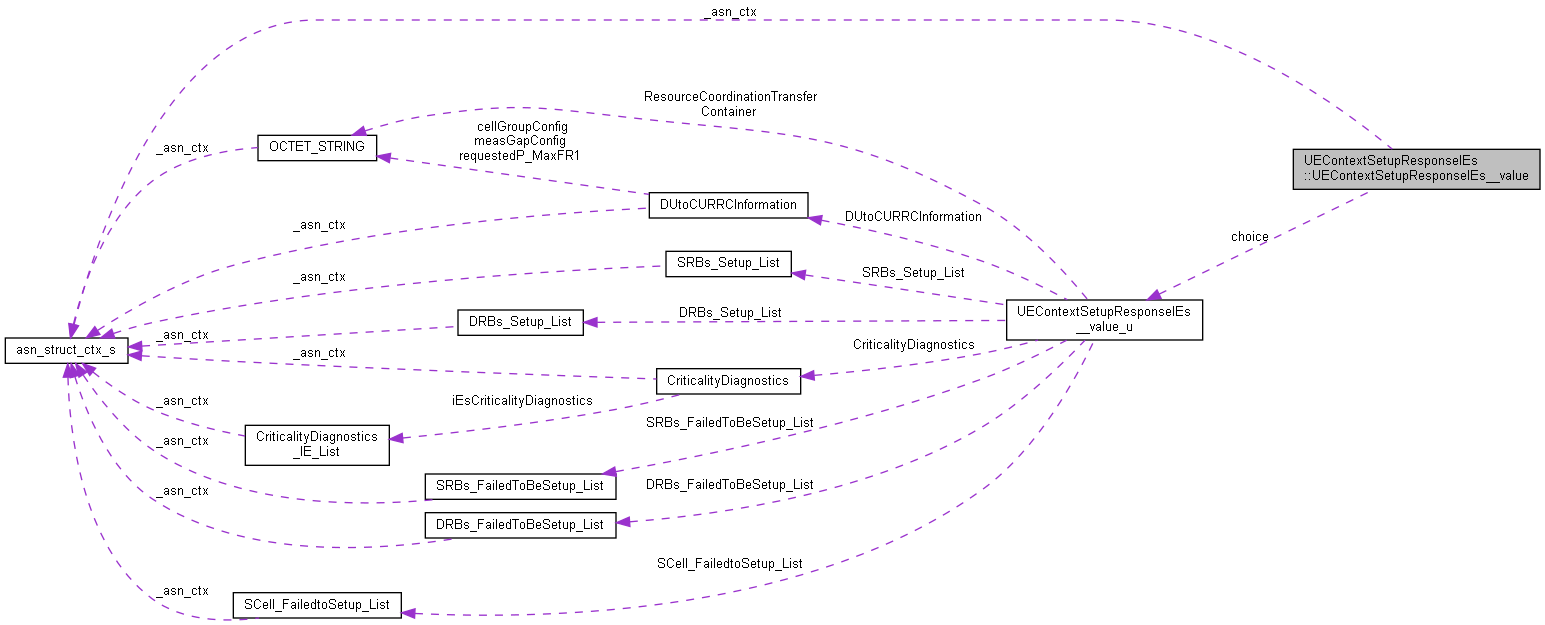 _asn_ctx
ResourceCoordinationTransfer
Container
cellGroupConfig
measGapConfig
requestedP_MaxFR1
_asn_ctx
OCTET_STRING
UEContextSetupResponseIEs
::UEContextSetupResponseIEs__value
DUtoCURRCInformation
DUtoCURRCInformation
_asn_ctx
choice
SRBs_Setup_List
SRBs_Setup_List
_asn_ctx
DRBs_Setup_List
DRBs_Setup_List
UEContextSetupResponseIEs
__value_u
_asn_ctx
asn_struct_ctx_s
_asn_ctx
CriticalityDiagnostics
CriticalityDiagnostics
_asn_ctx
iEsCriticalityDiagnostics
CriticalityDiagnostics
_IE_List
SRBs_FailedToBeSetup_List
_asn_ctx
SRBs_FailedToBeSetup_List
DRBs_FailedToBeSetup_List
_asn_ctx
DRBs_FailedToBeSetup_List
SCell_FailedtoSetup_List
_asn_ctx
SCell_FailedtoSetup_List